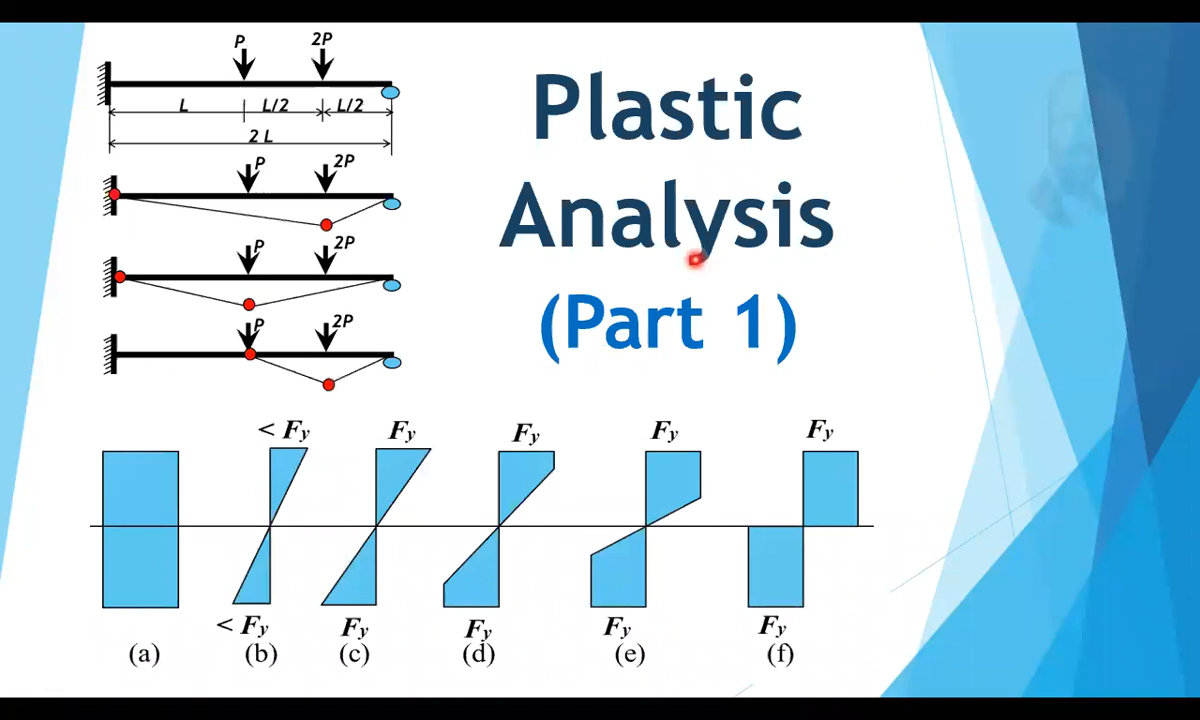 P 2P
L L/2 L/2
2 L
P 2P
P 2P
P 2P
Plastic
Analysis
(Part 1)
< Fy Fy Fy Fy Fy
< Fy Fy Fy Fy Fy
(a) (b) (c) (d) (e) (f)